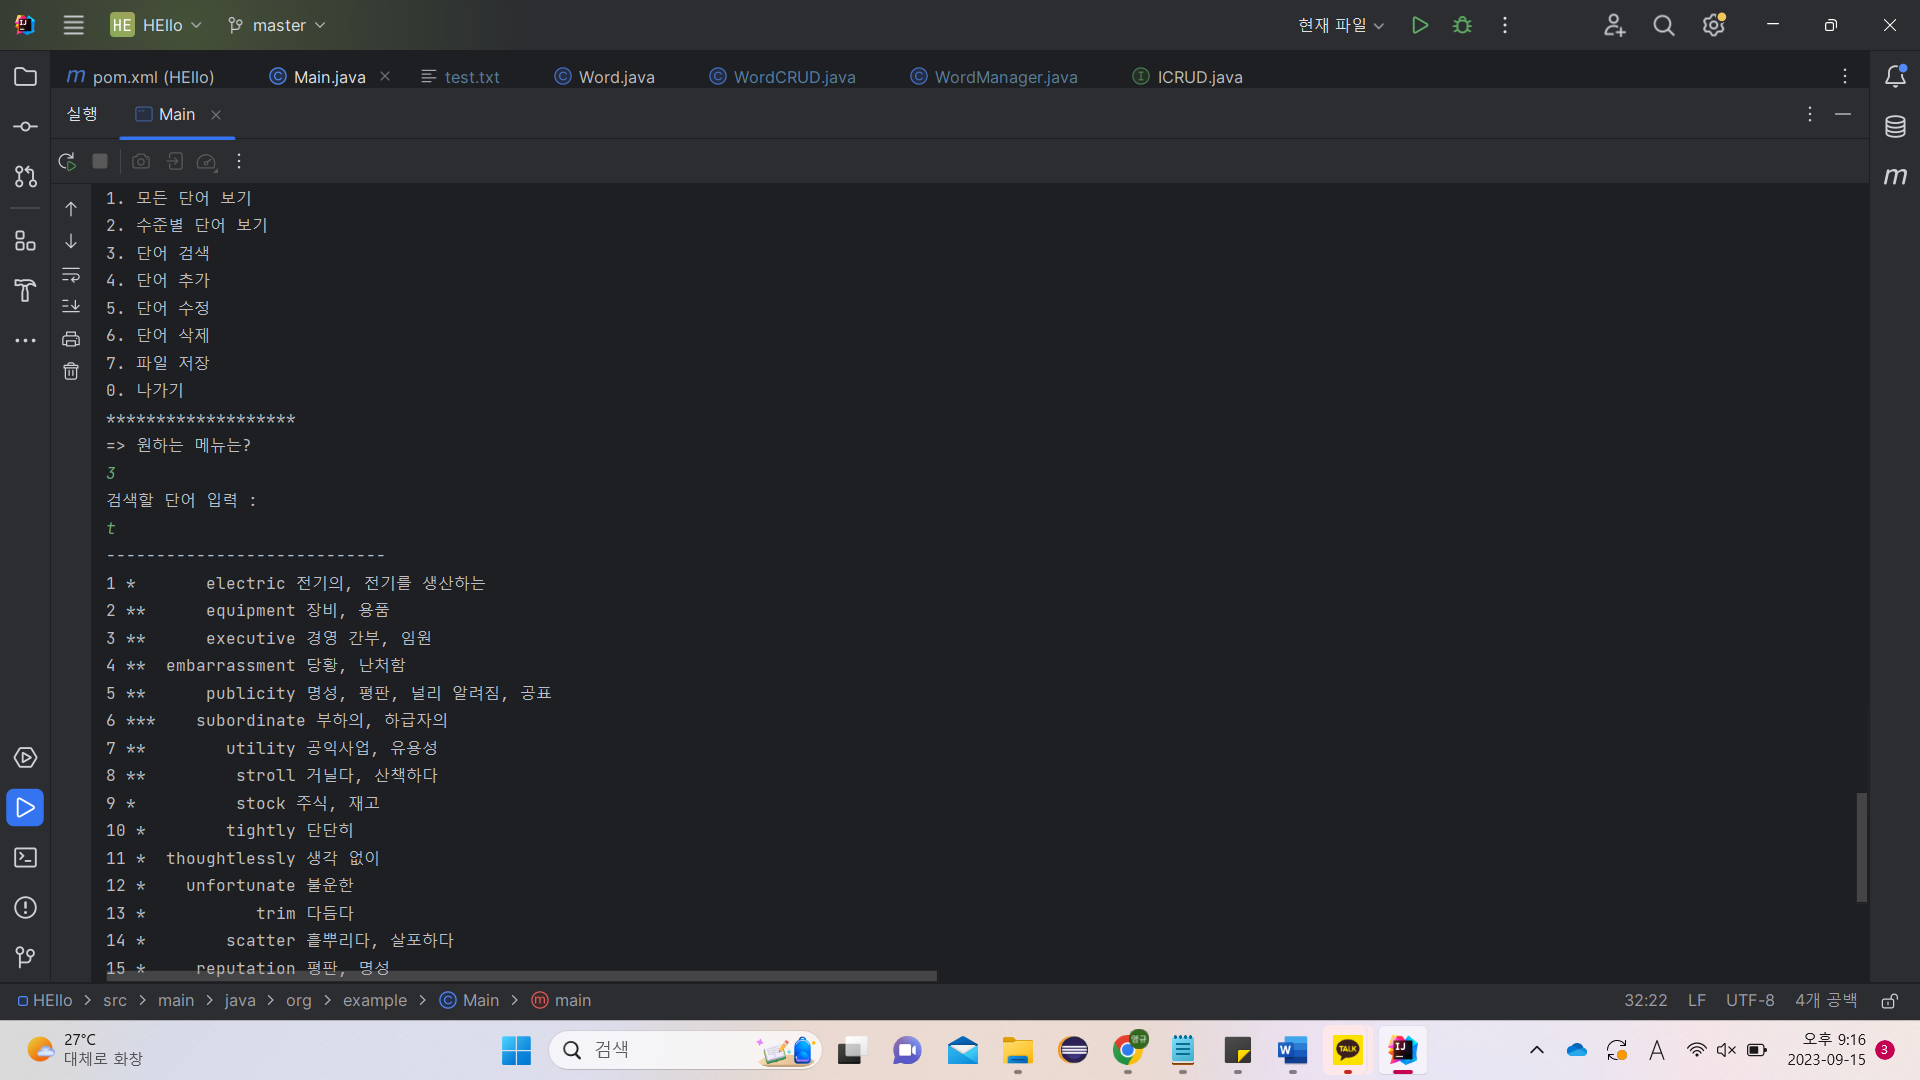 HE HEllo master 현재 파일
pom.xml (HEllo) Main.java test.txt Word.java WordCRUD.java WordManager.java ICRUD.java
실행 Main
1. 모든 단어 보기
2. 수준별 단어 보기
3. 단어 검색
4. 단어 추가
5. 단어 수정
6. 단어 삭제
7. 파일 저장
0. 나가기
*******************
=> 원하는 메뉴는?
3
검색할 단어 입력 :
t
----------------------------
1 * electric 전기의, 전기를 생산하는
2 ** equipment 장비, 용품
3 ** executive 경영 간부, 임원
4 ** embarrassment 당황, 난처함
5 ** publicity 명성, 평판, 널리 알려짐, 공표
6 *** subordinate 부하의, 하급자의
7 ** utility 공익사업, 유용성
8 ** stroll 거닐다, 산책하다
9 * stock 주식, 재고
10 * tightly 단단히
11 * thoughtlessly 생각 없이
12 * unfortunate 불운한
13 * trim 다듬다
14 * scatter 흩뿌리다, 살포하다
15 * reputation 평판, 명성
HEllo > src > main > java > org > example > Main > main 32:22 LF UTF-8 4개 공백
27°C
대체로 화창
검색
TALK
A
오후 9:16
2023-09-15
3